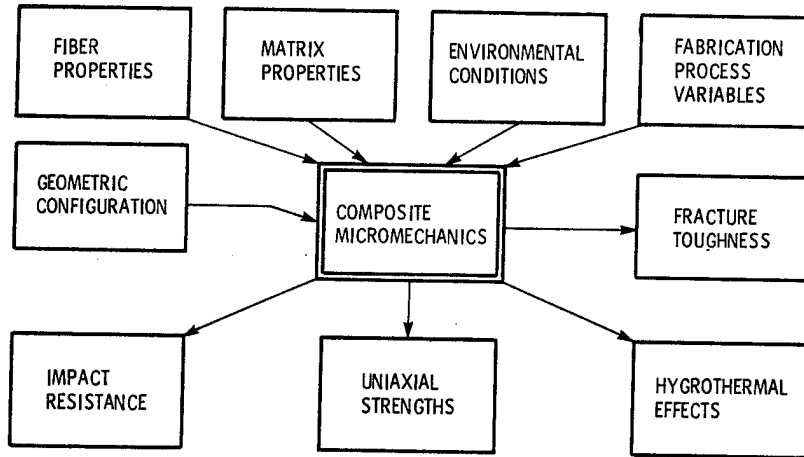 FIBER
PROPERTIES
MATRIX
PROPERTIES
ENVIRONMENTAL
CONDITIONS
FABRICATION
PROCESS
VARIABLES
GEOMETRIC
CONFIGURATION
COMPOSITE
MICROMECHANICS
FRACTURE
TOUGHNESS
IMPACT
RESISTANCE
UNIAXIAL
STRENGTHS
HYGROTHERMAL
EFFECTS